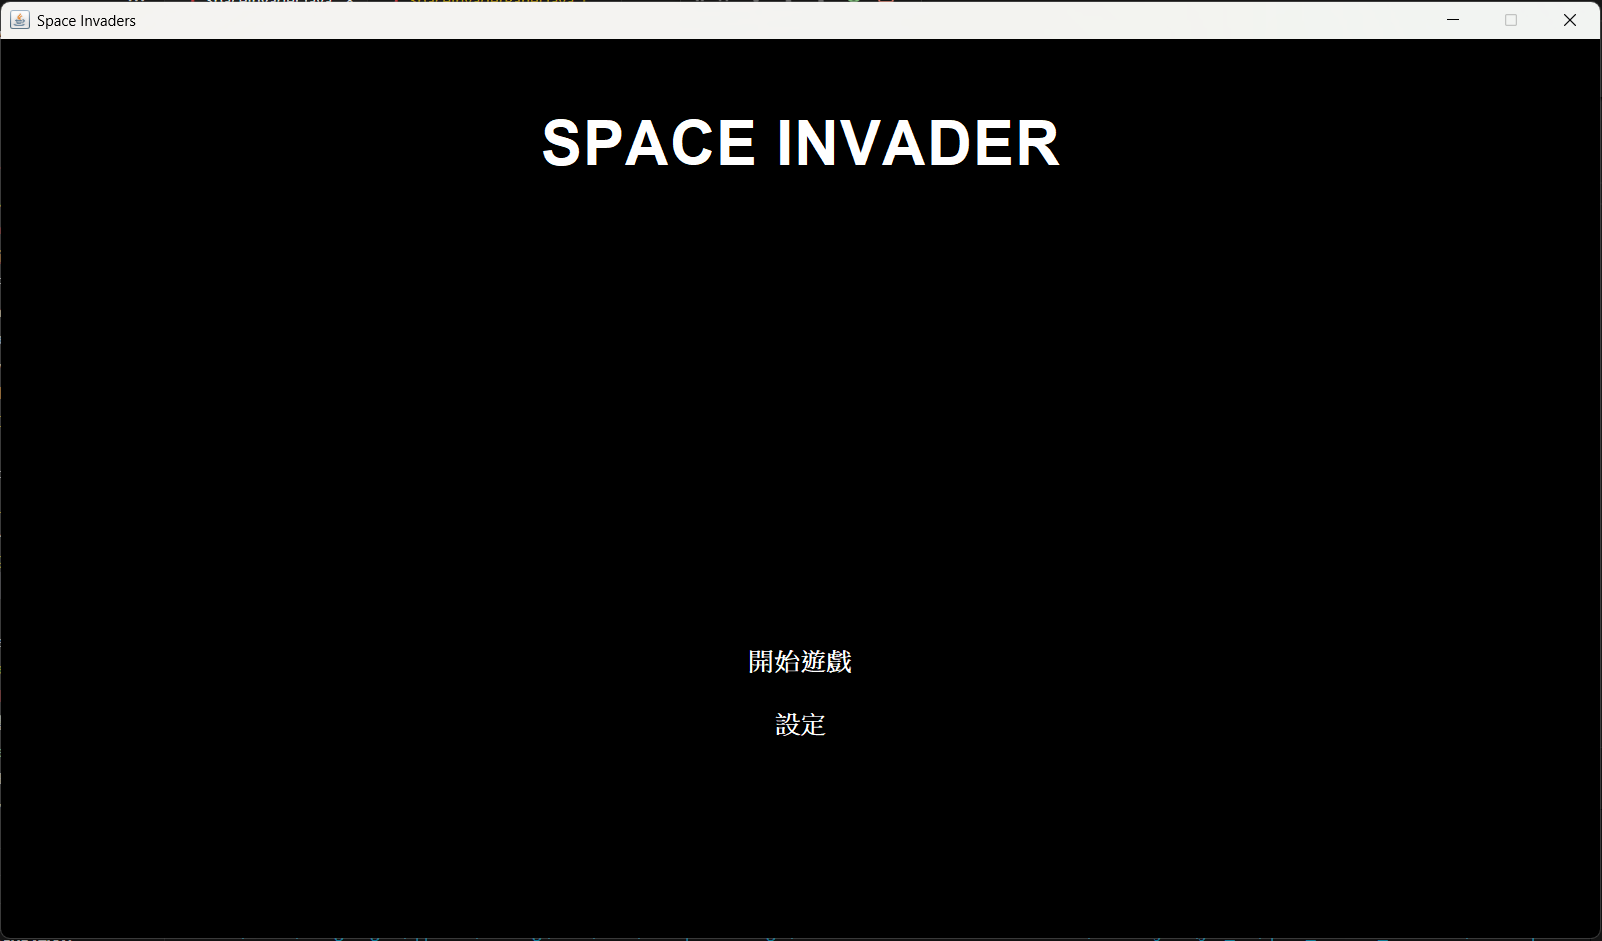 Space Invaders
SPACE INVADER
開始遊戲
設定